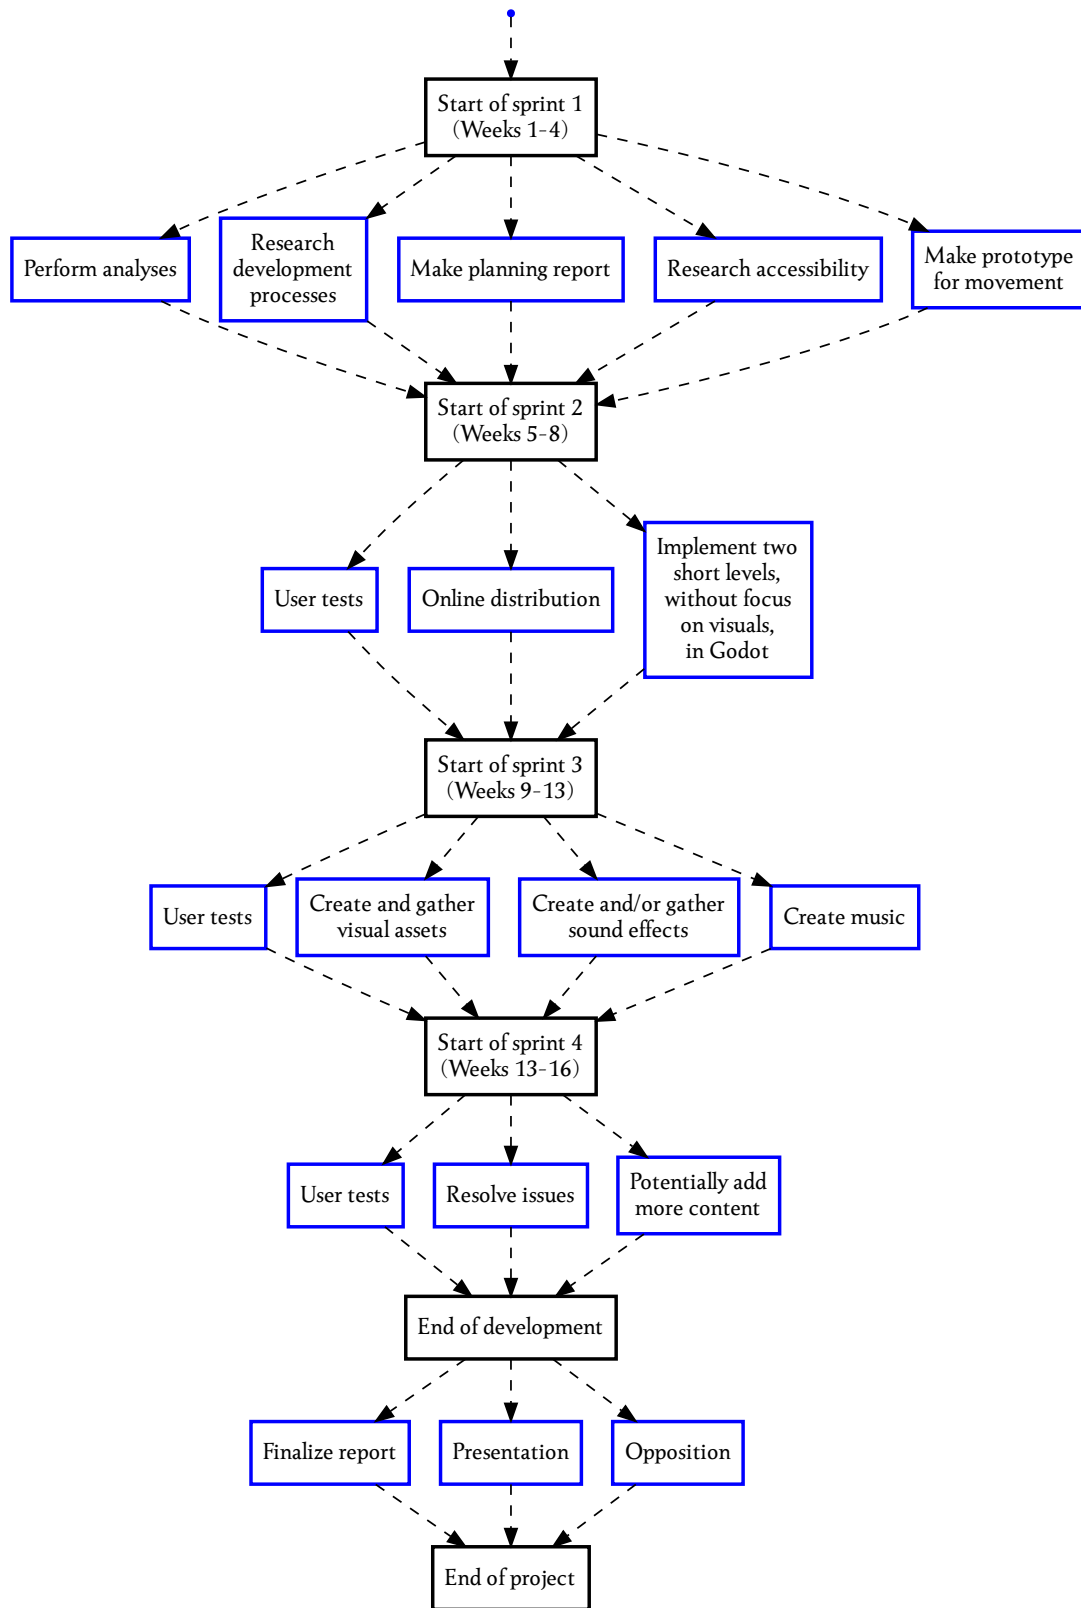 Start of sprint 1
(Weeks 1-4)
Perform analyses
Research
development
processes
Make planning report
Research accessibility
Make prototype
for movement
Start of sprint 2
(Weeks 5-8)
User tests
Online distribution
Implement two
short levels,
without focus
on visuals,
in Godot
Start of sprint 3
(Weeks 9-13)
User tests
Create and gather
visual assets
Create and/or gather
sound effects
Create music
Start of sprint 4
(Weeks 13-16)
User tests
Resolve issues
Potentially add
more content
End of development
Finalize report
Presentation
Opposition
End of project